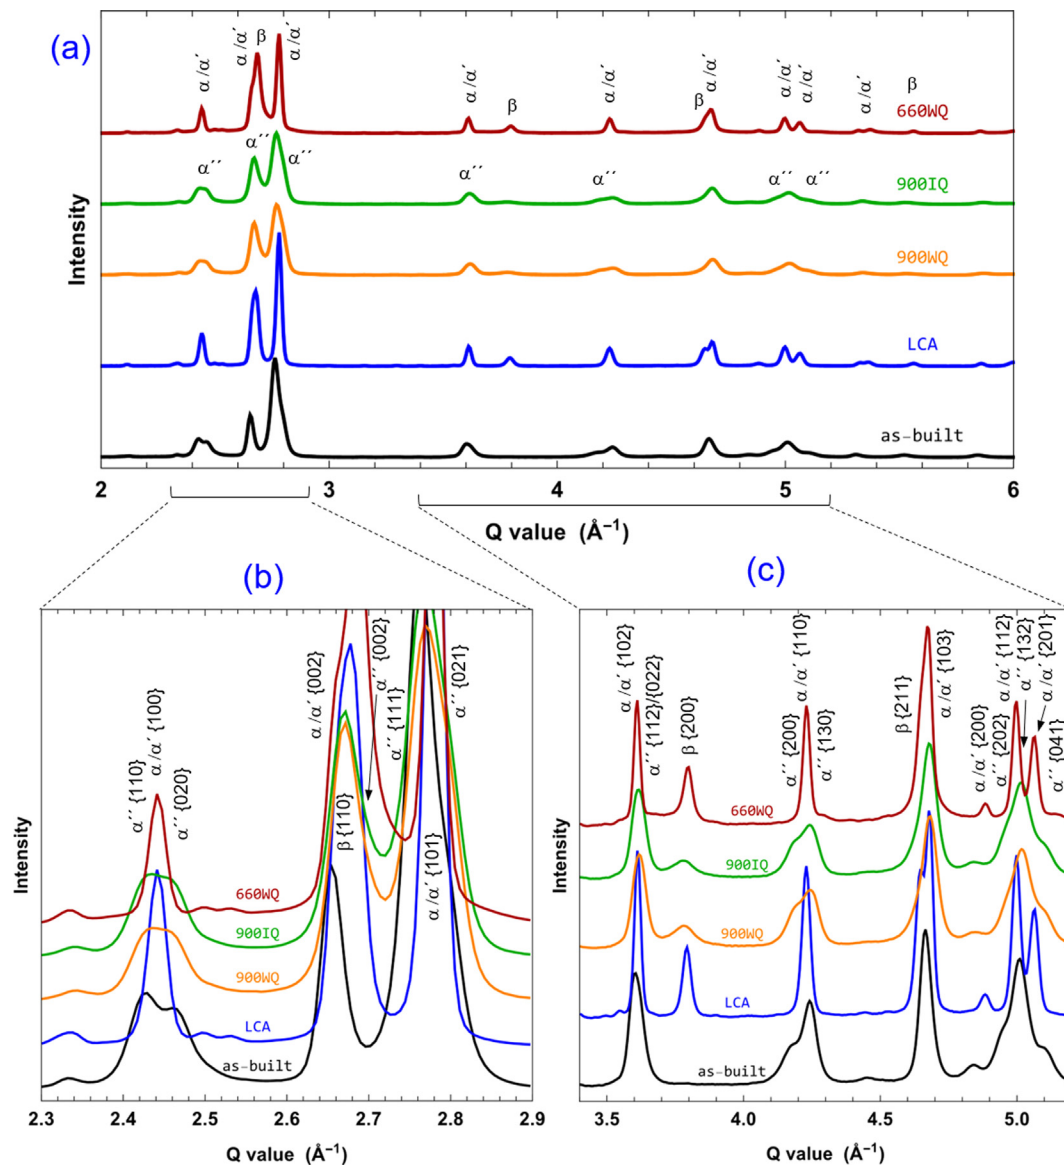 (a)
α/α′ α/α′ β α/α′ α/α′ β α/α′ β α/α′ α/α′ α/α′ α/α′ β
660WQ
α′′ α′′ α′′ α′′ α′′ α′′ α′′
900IQ
900WQ
LCA
as-built
Intensity
2 3 4 5 6
Q value (Å⁻¹)
(b)
α′′ {110}
α/α′ {100}
α′′ {020}
α/α′ {002}
β {110}
α′′ {002}
α′′ {111}
α/α′ {101}
α′′ {021}
660WQ
900IQ
900WQ
LCA
as-built
Intensity
2.3 2.4 2.5 2.6 2.7 2.8 2.9
Q value (Å⁻¹)
(c)
α/α′ {102}
α′′ {112}/{022}
β {200}
α′′ {200}
α/α′ {110}
α′′ {130}
β {211}
α/α′ {103}
α/α′ {200}
α′′ {202}
α/α′ {112}
α′′ {132}
α/α′ {201}
α′′ {041}
660WQ
900IQ
900WQ
LCA
as-built
Intensity
3.5 4.0 4.5 5.0
Q value (Å⁻¹)